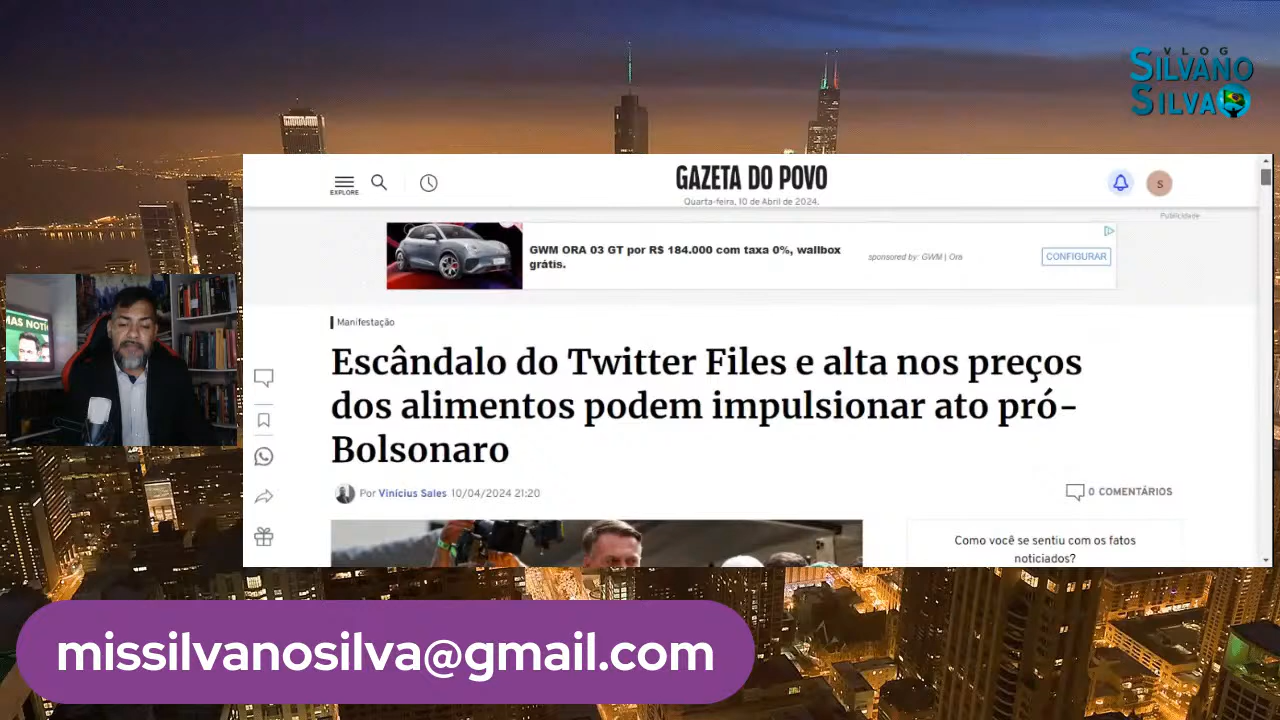 VLOG
SILVANO
SILVA
EXPLORE
GAZETA DO POVO
Quarta-feira, 10 de Abril de 2024.
S
Publicidade
GWM ORA 03 GT por R$ 184.000 com taxa 0%, wallbox
grátis.
sponsored by: GWM | Ora
CONFIGURAR
MAS NOTÍ
Manifestação
Escândalo do Twitter Files e alta nos preços
dos alimentos podem impulsionar ato pró-
Bolsonaro
Por Vinícius Sales 10/04/2024 21:20
0 COMENTÁRIOS
Como você se sentiu com os fatos
noticiados?
missilvanosilva@gmail.com